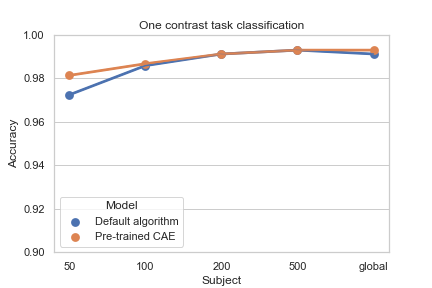 One contrast task classification
1.00
0.98
0.96
0.94
0.92
0.90
Accuracy
Model
Default algorithm
Pre-trained CAE
50 100 200 500 global
Subject